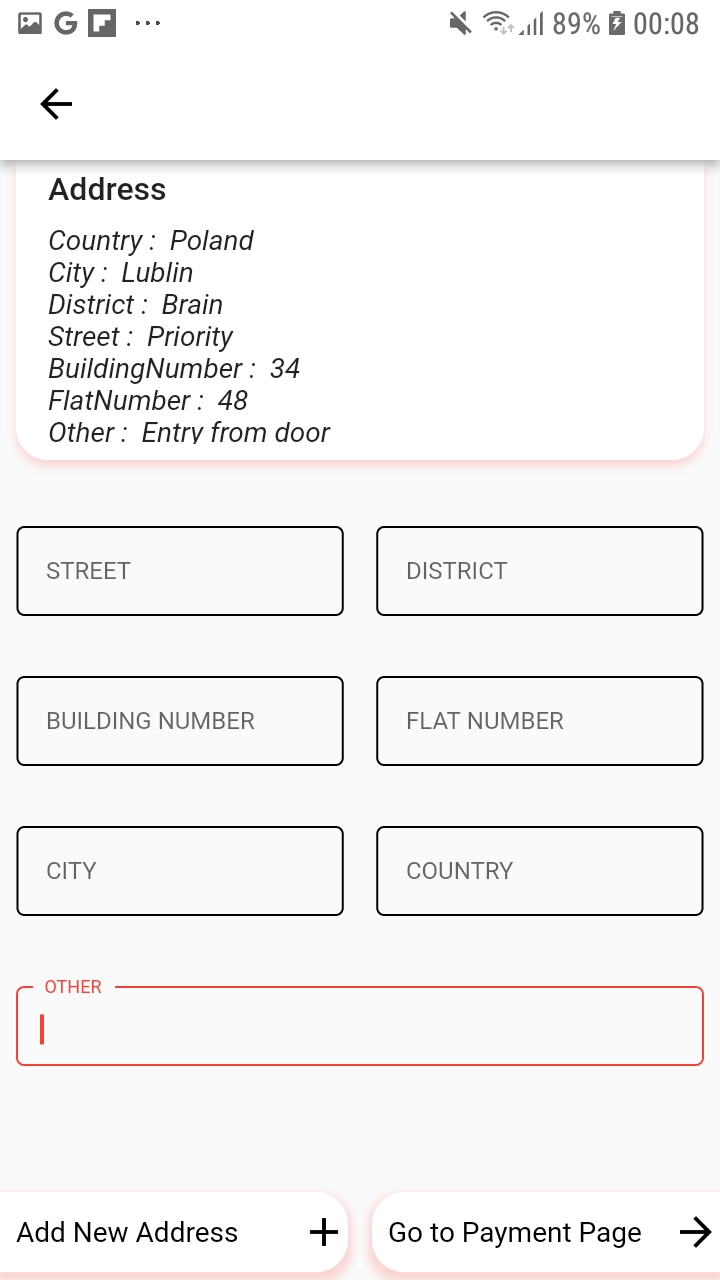 89% 00:08
Address
Country : Poland
City : Lublin
District : Brain
Street : Priority
BuildingNumber : 34
FlatNumber : 48
Other : Entry from door
STREET DISTRICT
BUILDING NUMBER FLAT NUMBER
CITY COUNTRY
OTHER
Add New Address Go to Payment Page